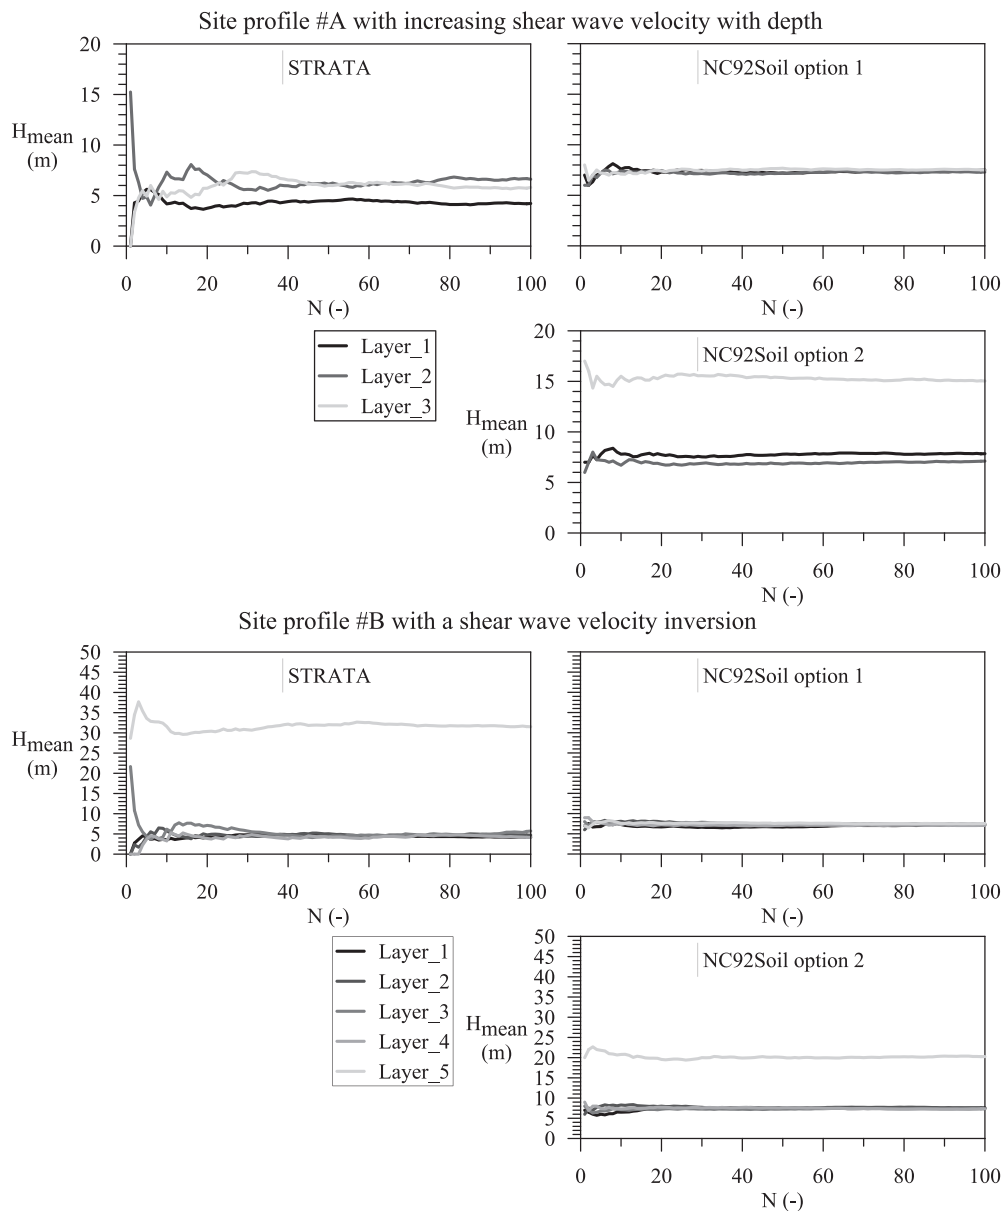 Site profile #A with increasing shear wave velocity with depth
STRATA
20
15
10
5
0
Hmean
(m)
0 20 40 60 80 100
N (-)
NC92Soil option 1
0 20 40 60 80 100
N (-)
Layer_1
Layer_2
Layer_3
NC92Soil option 2
20
15
10
5
0
Hmean
(m)
0 20 40 60 80 100
N (-)
Site profile #B with a shear wave velocity inversion
STRATA
50
45
40
35
30
25
20
15
10
5
0
Hmean
(m)
0 20 40 60 80 100
N (-)
NC92Soil option 1
0 20 40 60 80 100
N (-)
Layer_1
Layer_2
Layer_3
Layer_4
Layer_5
NC92Soil option 2
50
45
40
35
30
25
20
15
10
5
0
Hmean
(m)
0 20 40 60 80 100
N (-)